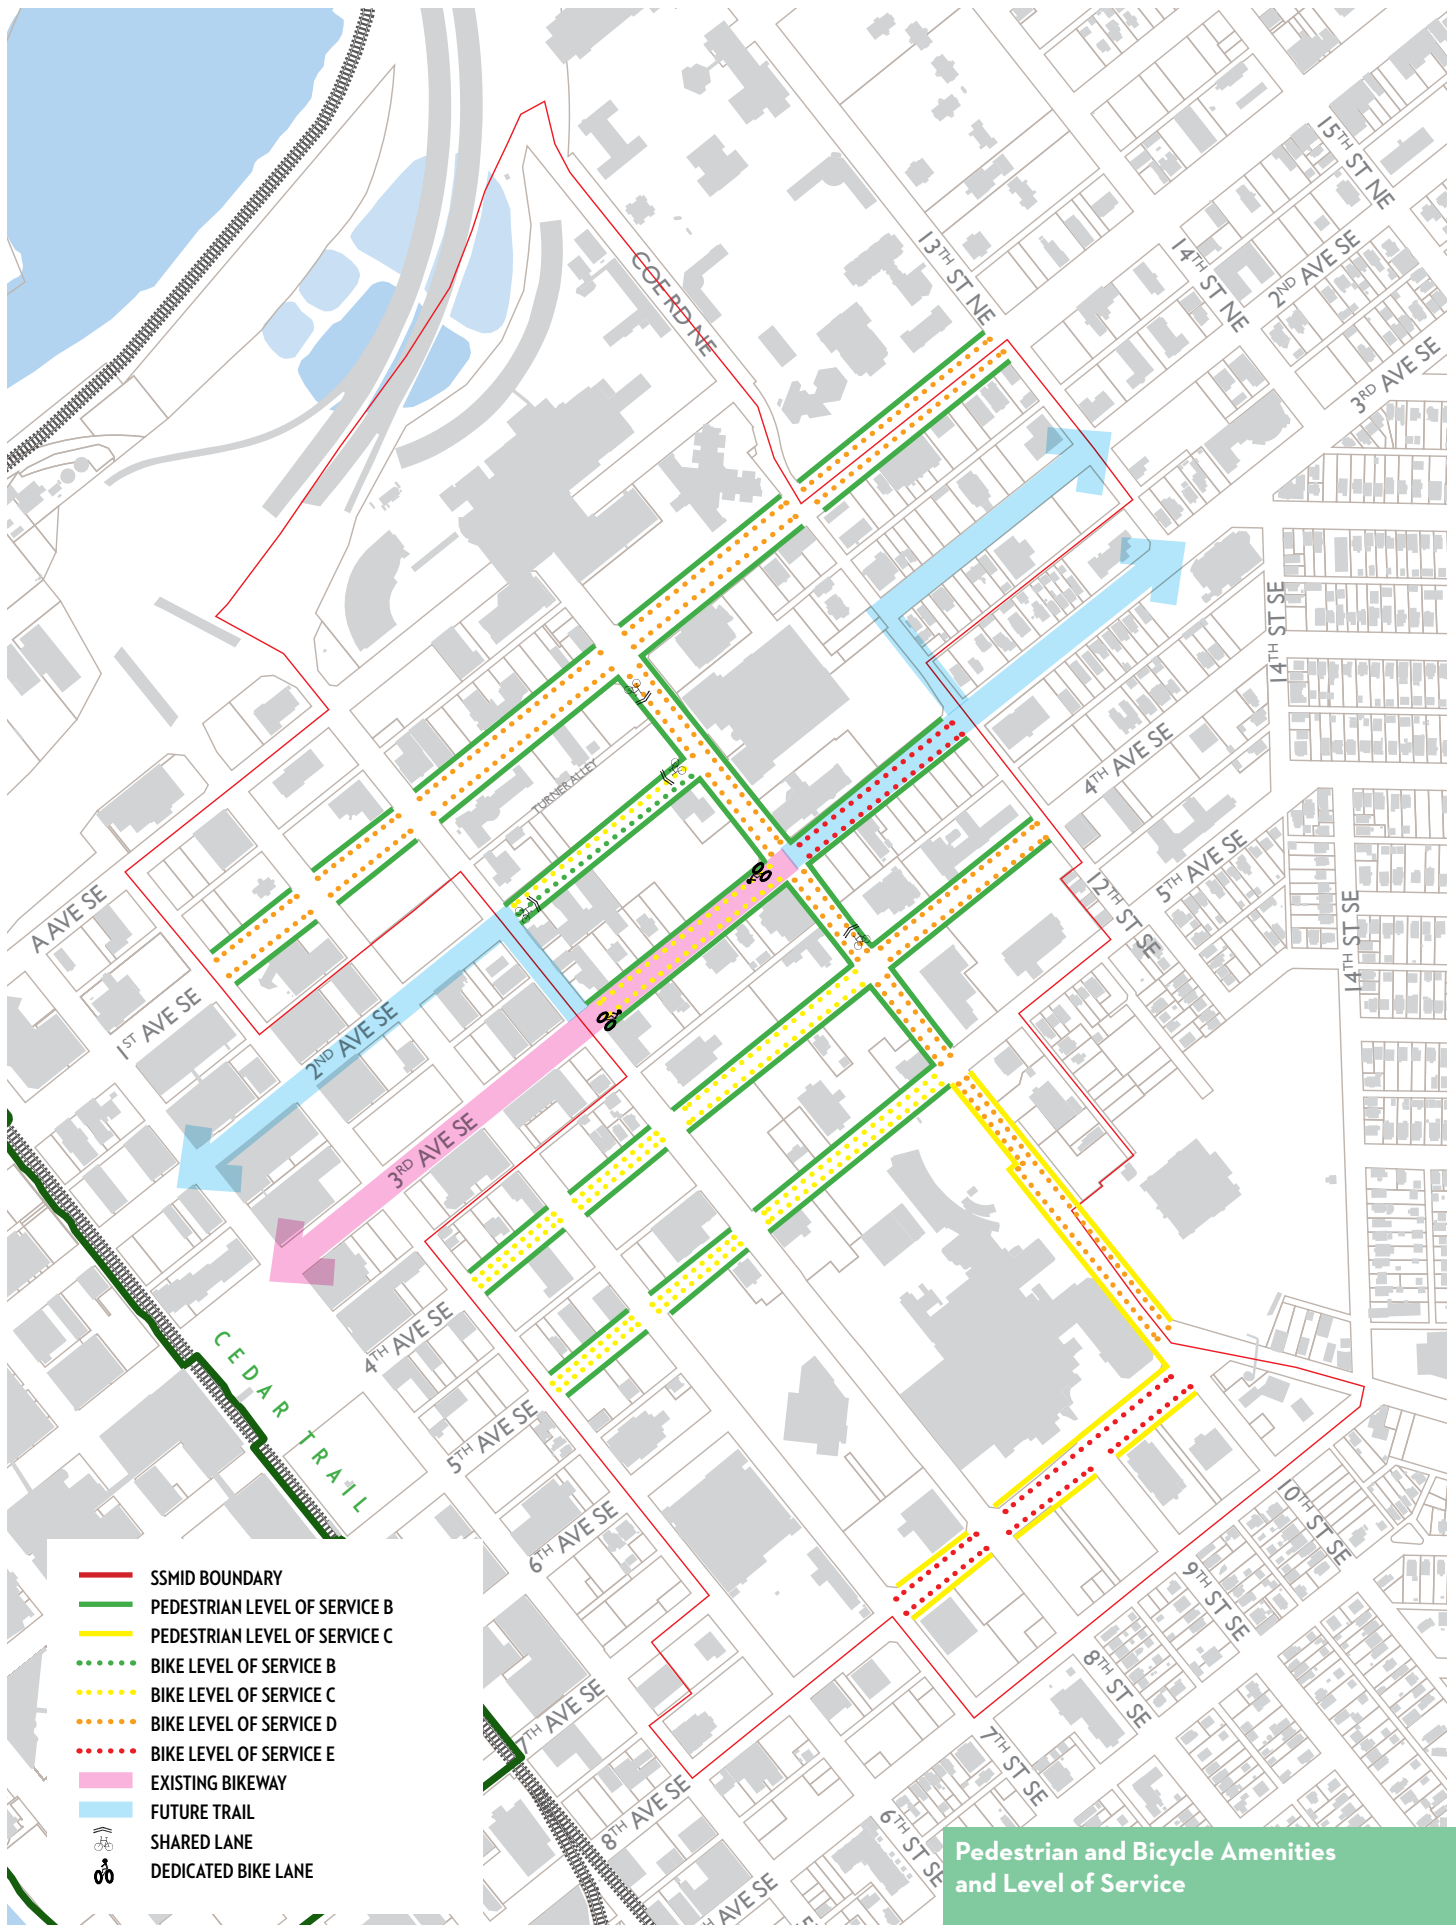 15TH ST NE
14TH ST NE
2ND AVE SE
13TH ST NE
3RD AVE SE
COE RD NE
14TH ST SE
4TH AVE SE
TURNER ALLEY
5TH AVE SE
12TH ST SE
14TH ST SE
A AVE SE
1ST AVE SE
2ND AVE SE
3RD AVE SE
4TH AVE SE
CEDAR TRAIL
5TH AVE SE
6TH AVE SE
10TH ST SE
9TH ST SE
8TH ST SE
7TH AVE SE
7TH ST SE
8TH AVE SE
6TH ST SE
AVE SE
SSMID BOUNDARY
PEDESTRIAN LEVEL OF SERVICE B
PEDESTRIAN LEVEL OF SERVICE C
BIKE LEVEL OF SERVICE B
BIKE LEVEL OF SERVICE C
BIKE LEVEL OF SERVICE D
BIKE LEVEL OF SERVICE E
EXISTING BIKEWAY
FUTURE TRAIL
SHARED LANE
DEDICATED BIKE LANE
Pedestrian and Bicycle Amenities
and Level of Service